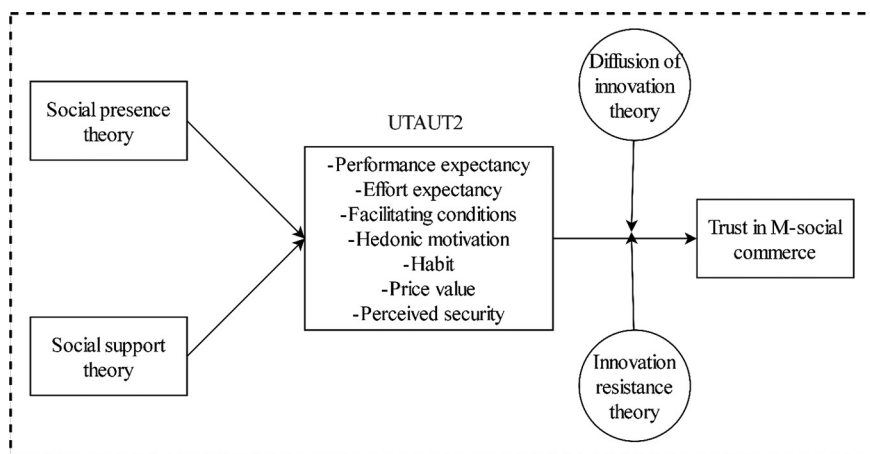 Social presence
theory
Social support
theory
UTAUT2
-Performance expectancy
-Effort expectancy
-Facilitating conditions
-Hedonic motivation
-Habit
-Price value
-Perceived security
Diffusion of
innovation
theory
Innovation
resistance
theory
Trust in M-social
commerce